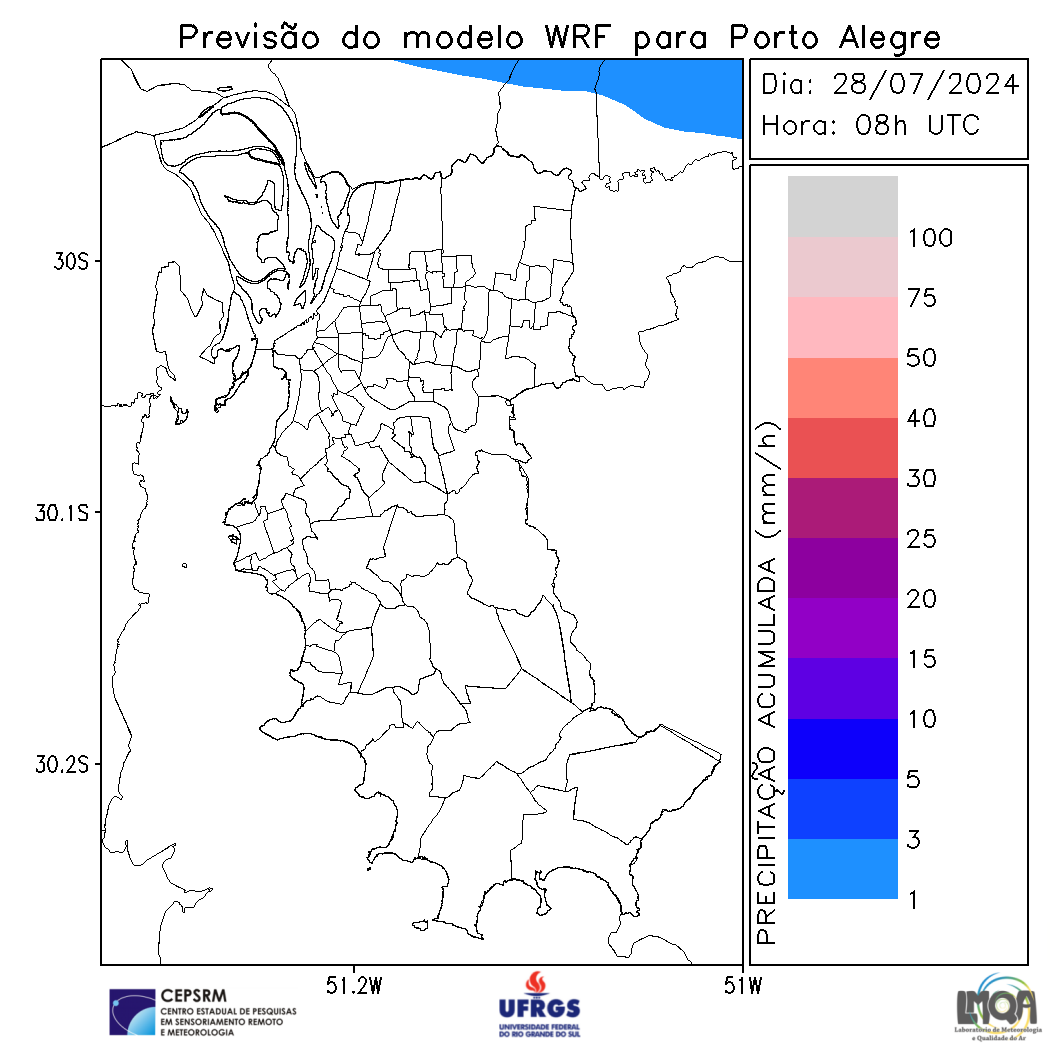 Previsão do modelo WRF para Porto Alegre
Dia: 28/07/2024
Hora: 08h UTC
30S
30.1S
30.2S
51.2W
51W
PRECIPITAÇÃO ACUMULADA (mm/h)
100
75
50
40
30
25
20
15
10
5
3
1
CEPSRM
CENTRO ESTADUAL DE PESQUISAS
EM SENSORIAMENTO REMOTO
E METEOROLOGIA
UFRGS
UNIVERSIDADE FEDERAL
DO RIO GRANDE DO SUL
LMQA
Laboratório de Meteorologia
e Qualidade do Ar